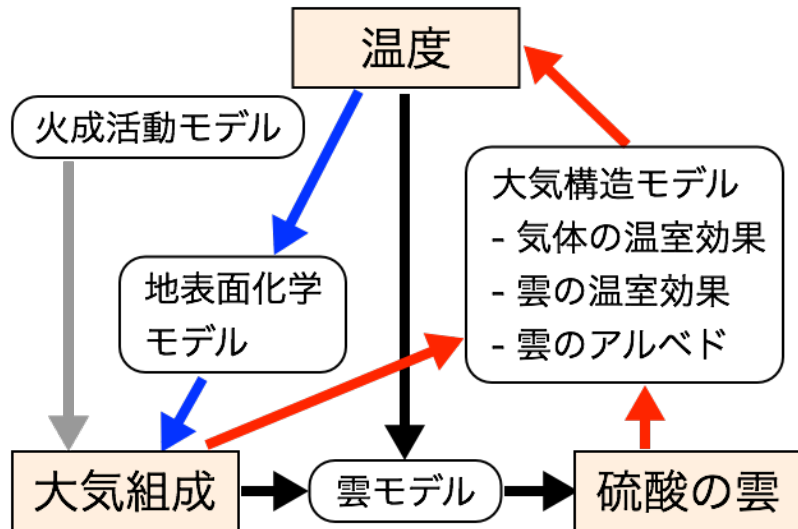 温度
火成活動モデル
大気構造モデル
- 気体の温室効果
- 雲の温室効果
- 雲のアルベド
地表面化学
モデル
大気組成
雲モデル
硫酸の雲